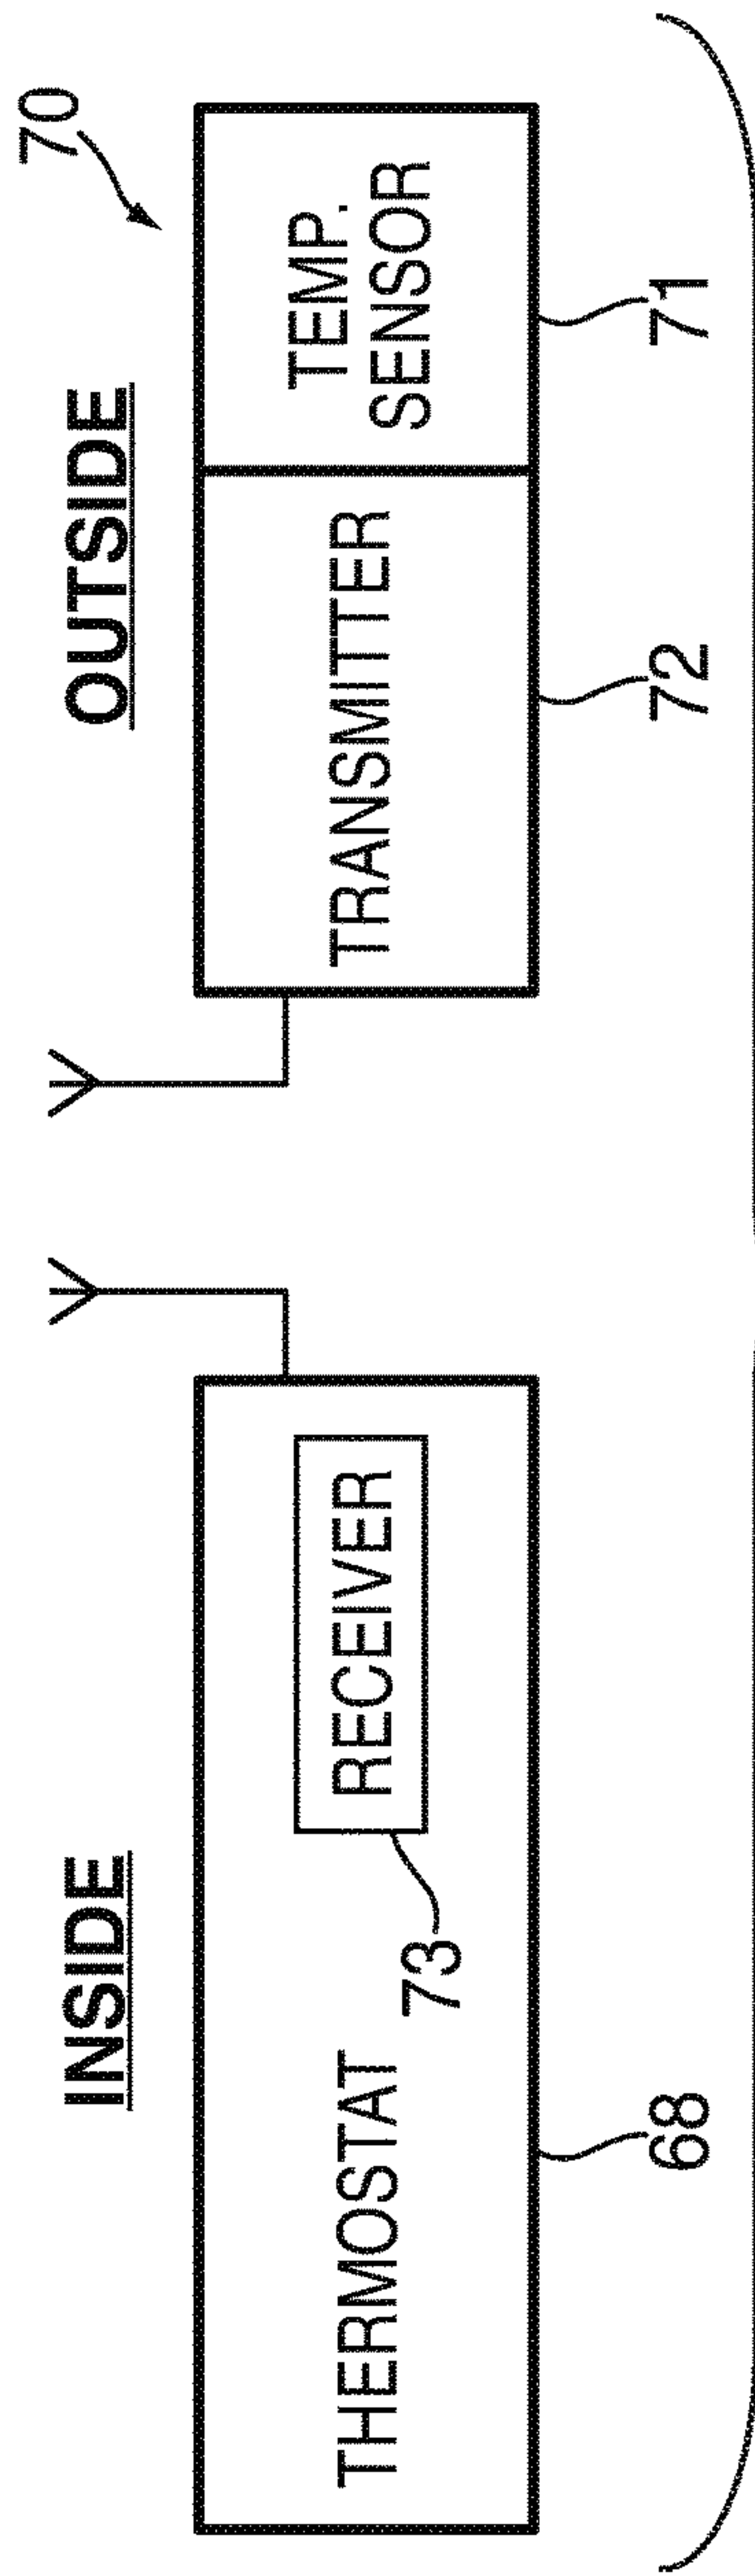 INSIDE
OUTSIDE
70
THERMOSTAT
73
RECEIVER
TRANSMITTER
TEMP.
SENSOR
68
72
71